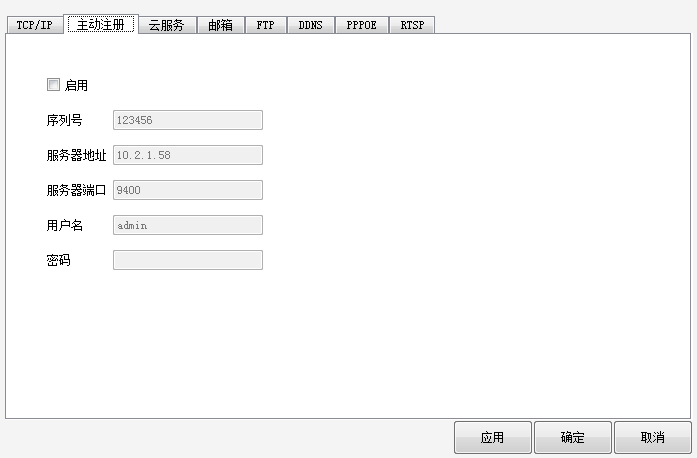 TCP/IP 主动注册 云服务 邮箱 FTP DDNS PPPOE RTSP
启用
序列号 123456
服务器地址 10.2.1.58
服务器端口 9400
用户名 admin
密码
应用 确定 取消